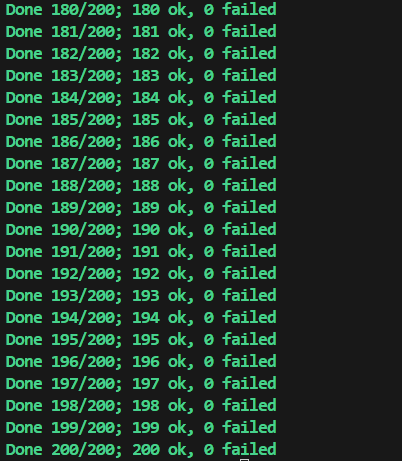 Done 180/200; 180 ok, 0 failed
Done 181/200; 181 ok, 0 failed
Done 182/200; 182 ok, 0 failed
Done 183/200; 183 ok, 0 failed
Done 184/200; 184 ok, 0 failed
Done 185/200; 185 ok, 0 failed
Done 186/200; 186 ok, 0 failed
Done 187/200; 187 ok, 0 failed
Done 188/200; 188 ok, 0 failed
Done 189/200; 189 ok, 0 failed
Done 190/200; 190 ok, 0 failed
Done 191/200; 191 ok, 0 failed
Done 192/200; 192 ok, 0 failed
Done 193/200; 193 ok, 0 failed
Done 194/200; 194 ok, 0 failed
Done 195/200; 195 ok, 0 failed
Done 196/200; 196 ok, 0 failed
Done 197/200; 197 ok, 0 failed
Done 198/200; 198 ok, 0 failed
Done 199/200; 199 ok, 0 failed
Done 200/200; 200 ok, 0 failed